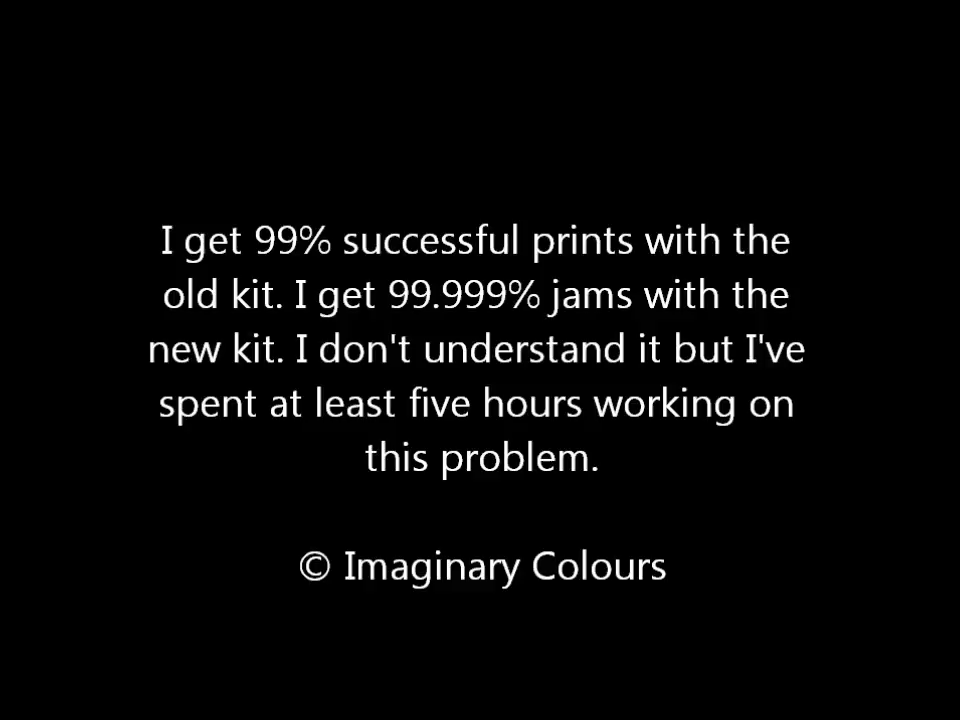 I get 99% successful prints with the
old kit. I get 99.999% jams with the
new kit. I don't understand it but I've
spent at least five hours working on
this problem.
© Imaginary Colours